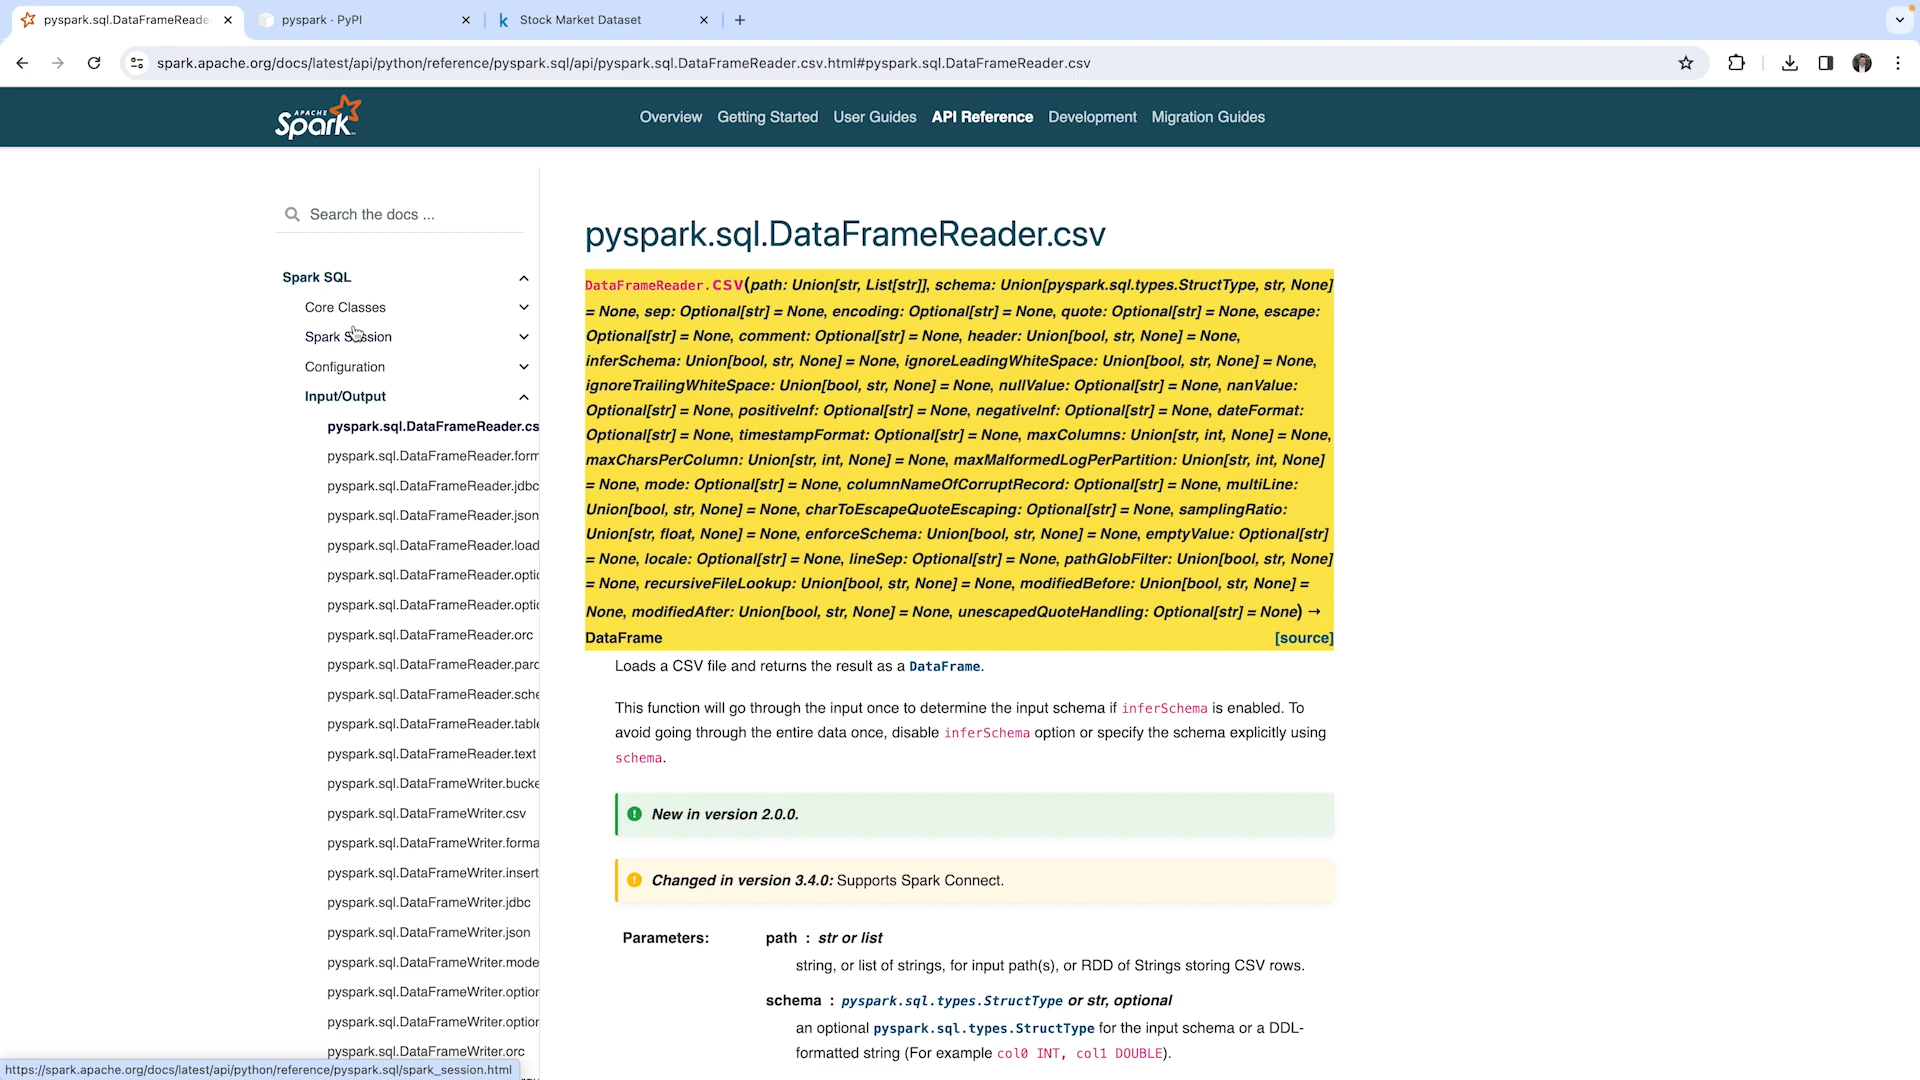 pyspark.sql.DataFrameReade
pyspark · PyPI
Stock Market Dataset
spark.apache.org/docs/latest/api/python/reference/pyspark.sql/api/pyspark.sql.DataFrameReader.csv.html#pyspark.sql.DataFrameReader.csv
APACHE
Spark
Overview Getting Started User Guides API Reference Development Migration Guides
Search the docs ...
Spark SQL
Core Classes
Spark Session
Configuration
Input/Output
pyspark.sql.DataFrameReader.cs
pyspark.sql.DataFrameReader.form
pyspark.sql.DataFrameReader.jdbc
pyspark.sql.DataFrameReader.json
pyspark.sql.DataFrameReader.load
pyspark.sql.DataFrameReader.optio
pyspark.sql.DataFrameReader.optio
pyspark.sql.DataFrameReader.orc
pyspark.sql.DataFrameReader.parq
pyspark.sql.DataFrameReader.sche
pyspark.sql.DataFrameReader.table
pyspark.sql.DataFrameReader.text
pyspark.sql.DataFrameWriter.bucke
pyspark.sql.DataFrameWriter.csv
pyspark.sql.DataFrameWriter.forma
pyspark.sql.DataFrameWriter.insert
pyspark.sql.DataFrameWriter.jdbc
pyspark.sql.DataFrameWriter.json
pyspark.sql.DataFrameWriter.mode
pyspark.sql.DataFrameWriter.option
pyspark.sql.DataFrameWriter.option
pyspark.sql.DataFrameWriter.orc
https://spark.apache.org/docs/latest/api/python/reference/pyspark.sql/spark_session.html
pyspark.sql.DataFrameReader.csv
DataFrameReader.csv(path: Union[str, List[str]], schema: Union[pyspark.sql.types.StructType, str, None]
= None, sep: Optional[str] = None, encoding: Optional[str] = None, quote: Optional[str] = None, escape:
Optional[str] = None, comment: Optional[str] = None, header: Union[bool, str, None] = None,
inferSchema: Union[bool, str, None] = None, ignoreLeadingWhiteSpace: Union[bool, str, None] = None,
ignoreTrailingWhiteSpace: Union[bool, str, None] = None, nullValue: Optional[str] = None, nanValue:
Optional[str] = None, positiveInf: Optional[str] = None, negativeInf: Optional[str] = None, dateFormat:
Optional[str] = None, timestampFormat: Optional[str] = None, maxColumns: Union[str, int, None] = None,
maxCharsPerColumn: Union[str, int, None] = None, maxMalformedLogPerPartition: Union[str, int, None]
= None, mode: Optional[str] = None, columnNameOfCorruptRecord: Optional[str] = None, multiLine:
Union[bool, str, None] = None, charToEscapeQuoteEscaping: Optional[str] = None, samplingRatio:
Union[str, float, None] = None, enforceSchema: Union[bool, str, None] = None, emptyValue: Optional[str]
= None, locale: Optional[str] = None, lineSep: Optional[str] = None, pathGlobFilter: Union[bool, str, None]
= None, recursiveFileLookup: Union[bool, str, None] = None, modifiedBefore: Union[bool, str, None] =
None, modifiedAfter: Union[bool, str, None] = None, unescapedQuoteHandling: Optional[str] = None) →
DataFrame [source]
Loads a CSV file and returns the result as a DataFrame.
This function will go through the input once to determine the input schema if inferSchema is enabled. To
avoid going through the entire data once, disable inferSchema option or specify the schema explicitly using
schema.
New in version 2.0.0.
Changed in version 3.4.0: Supports Spark Connect.
Parameters: path : str or list
string, or list of strings, for input path(s), or RDD of Strings storing CSV rows.
schema : pyspark.sql.types.StructType or str, optional
an optional pyspark.sql.types.StructType for the input schema or a DDL-
formatted string (For example col0 INT, col1 DOUBLE).